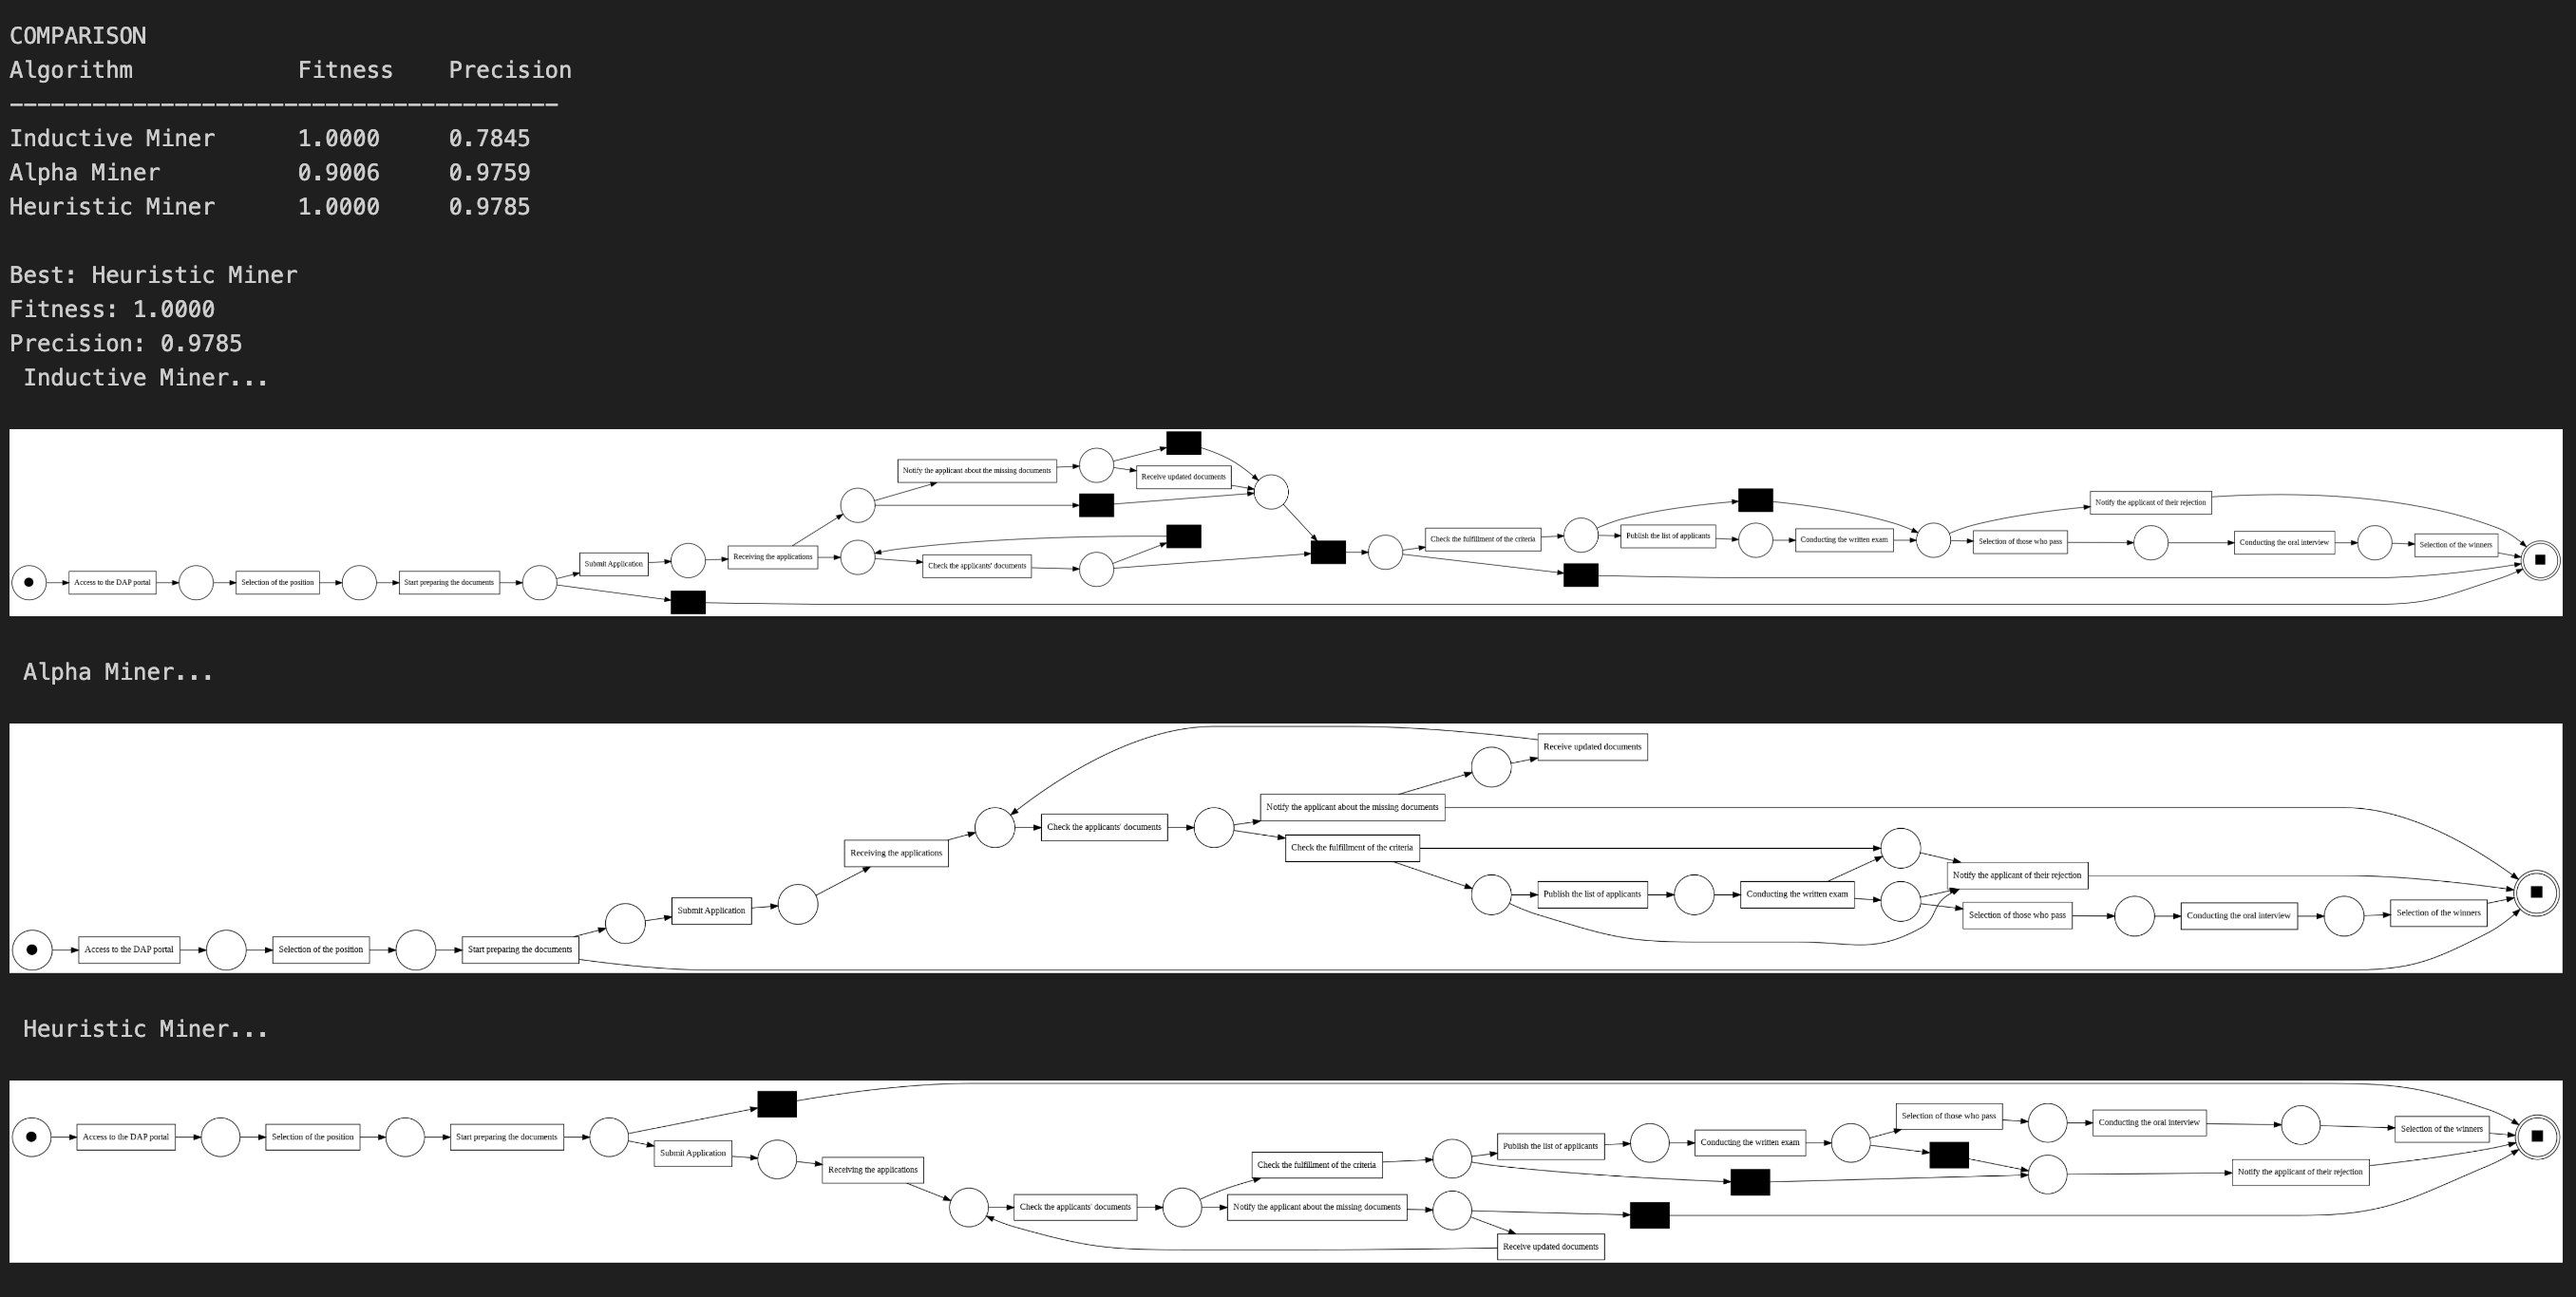 COMPARISON
Algorithm Fitness Precision
----------------------------------------
Inductive Miner 1.0000 0.7845
Alpha Miner 0.9006 0.9759
Heuristic Miner 1.0000 0.9785
Best: Heuristic Miner
Fitness: 1.0000
Precision: 0.9785
Inductive Miner...
Access to the DAP portal
Selection of the position
Start preparing the documents
Submit Application
Receiving the applications
Notify the applicant about the missing documents
Receive updated documents
Check the applicants' documents
Check the fulfillment of the criteria
Publish the list of applicants
Conducting the written exam
Notify the applicant of their rejection
Selection of those who pass
Conducting the oral interview
Selection of the winners
Alpha Miner...
Access to the DAP portal
Selection of the position
Start preparing the documents
Submit Application
Receiving the applications
Check the applicants' documents
Receive updated documents
Notify the applicant about the missing documents
Check the fulfillment of the criteria
Publish the list of applicants
Conducting the written exam
Notify the applicant of their rejection
Selection of those who pass
Conducting the oral interview
Selection of the winners
Heuristic Miner...
Access to the DAP portal
Selection of the position
Start preparing the documents
Submit Application
Receiving the applications
Check the applicants' documents
Check the fulfillment of the criteria
Notify the applicant about the missing documents
Publish the list of applicants
Conducting the written exam
Receive updated documents
Selection of those who pass
Conducting the oral interview
Selection of the winners
Notify the applicant of their rejection